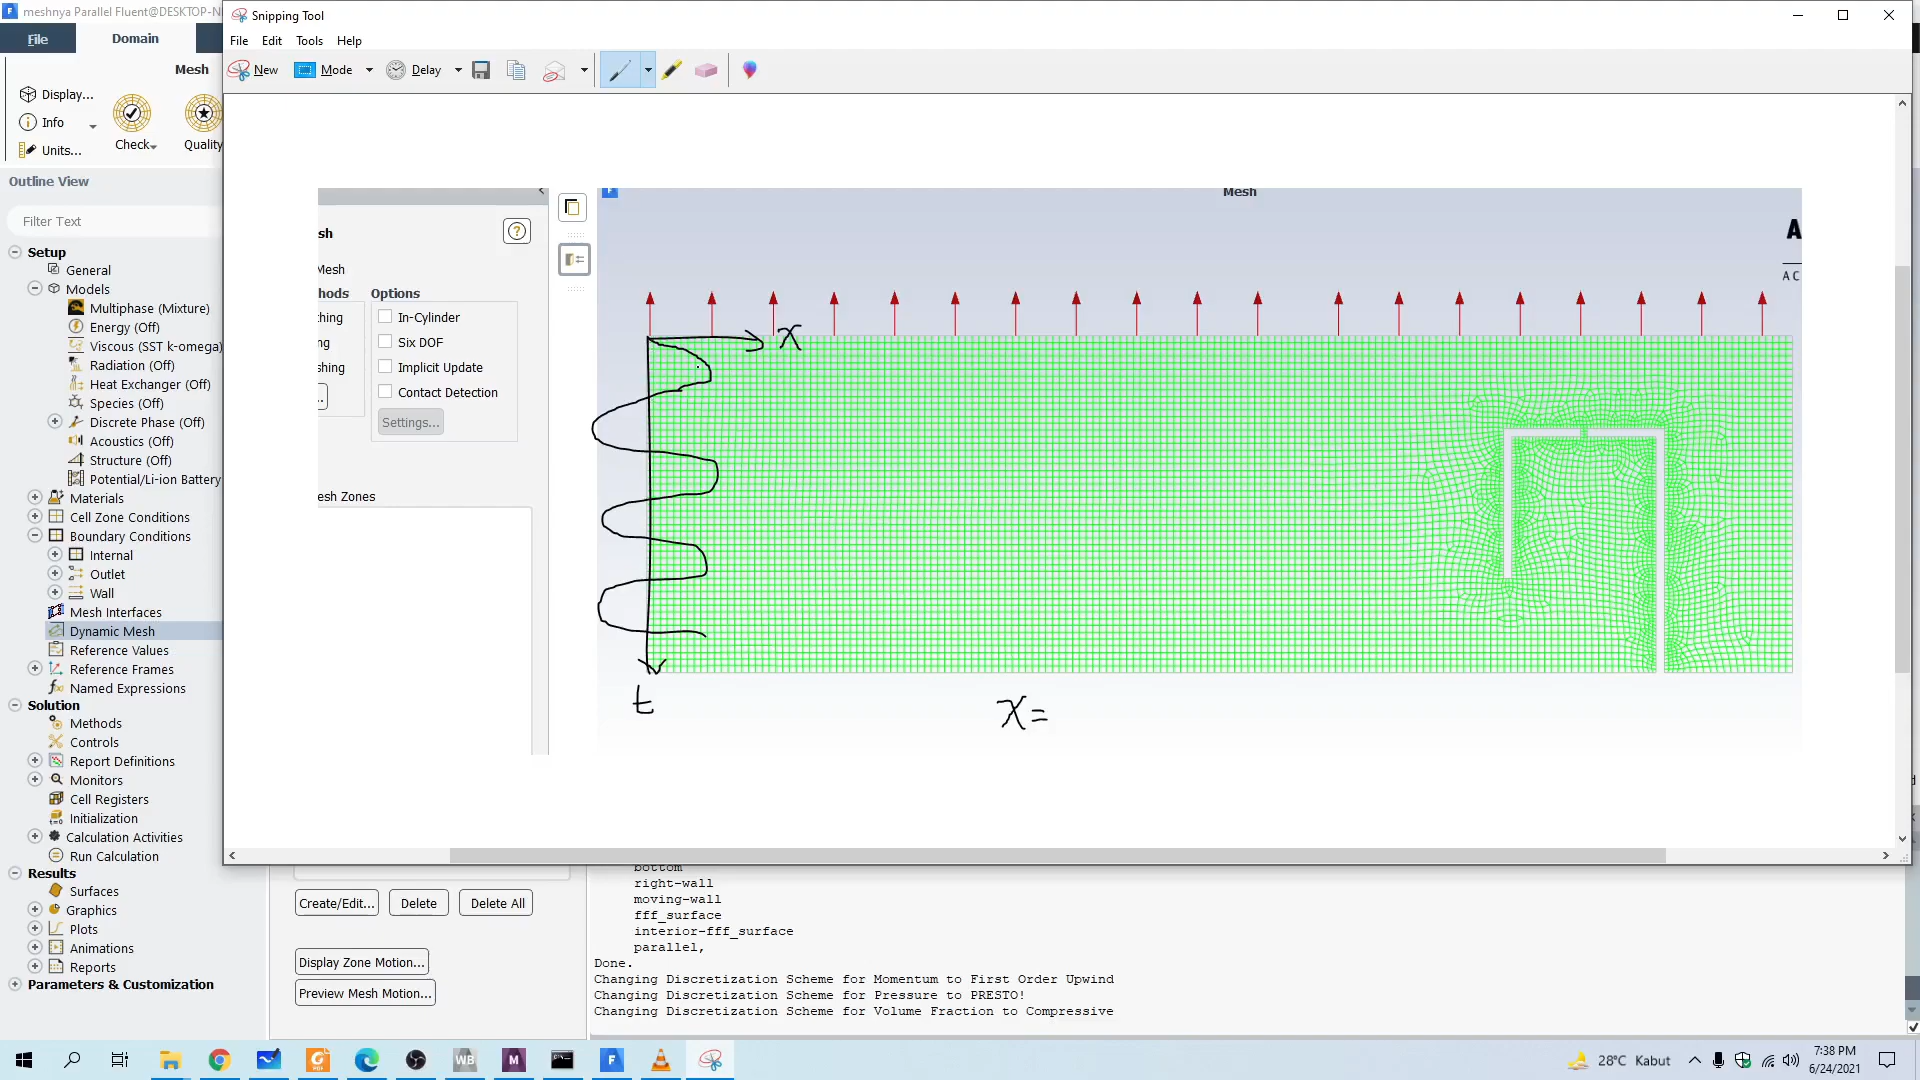 meshnya Parallel Fluent@DESKTOP-N
Snipping Tool
File
Domain
File Edit Tools Help
New Mode Delay
Mesh
Display...
Info
Units...
Check
Quality
Outline View
Filter Text
Setup
General
Models
Multiphase (Mixture)
Energy (Off)
Viscous (SST k-omega)
Radiation (Off)
Heat Exchanger (Off)
Species (Off)
Discrete Phase (Off)
Acoustics (Off)
Structure (Off)
Potential/Li-ion Battery
Materials
Cell Zone Conditions
Boundary Conditions
Internal
Outlet
Wall
Mesh Interfaces
Dynamic Mesh
Reference Values
Reference Frames
Named Expressions
Solution
Methods
Controls
Report Definitions
Monitors
Cell Registers
Initialization
Calculation Activities
Run Calculation
Results
Surfaces
Graphics
Plots
Animations
Reports
Parameters & Customization
sh
Mesh
hods
Options
hing
In-Cylinder
ng
Six DOF
shing
Implicit Update
..
Contact Detection
Settings...
esh Zones
Mesh
A
AC
x
t
x=
Create/Edit... Delete Delete All
Display Zone Motion...
Preview Mesh Motion...
bottom
right-wall
moving-wall
fff_surface
interior-fff_surface
parallel,
Done.
Changing Discretization Scheme for Momentum to First Order Upwind
Changing Discretization Scheme for Pressure to PRESTO!
Changing Discretization Scheme for Volume Fraction to Compressive
WB
M
F
28°C Kabut
7:38 PM
6/24/2021